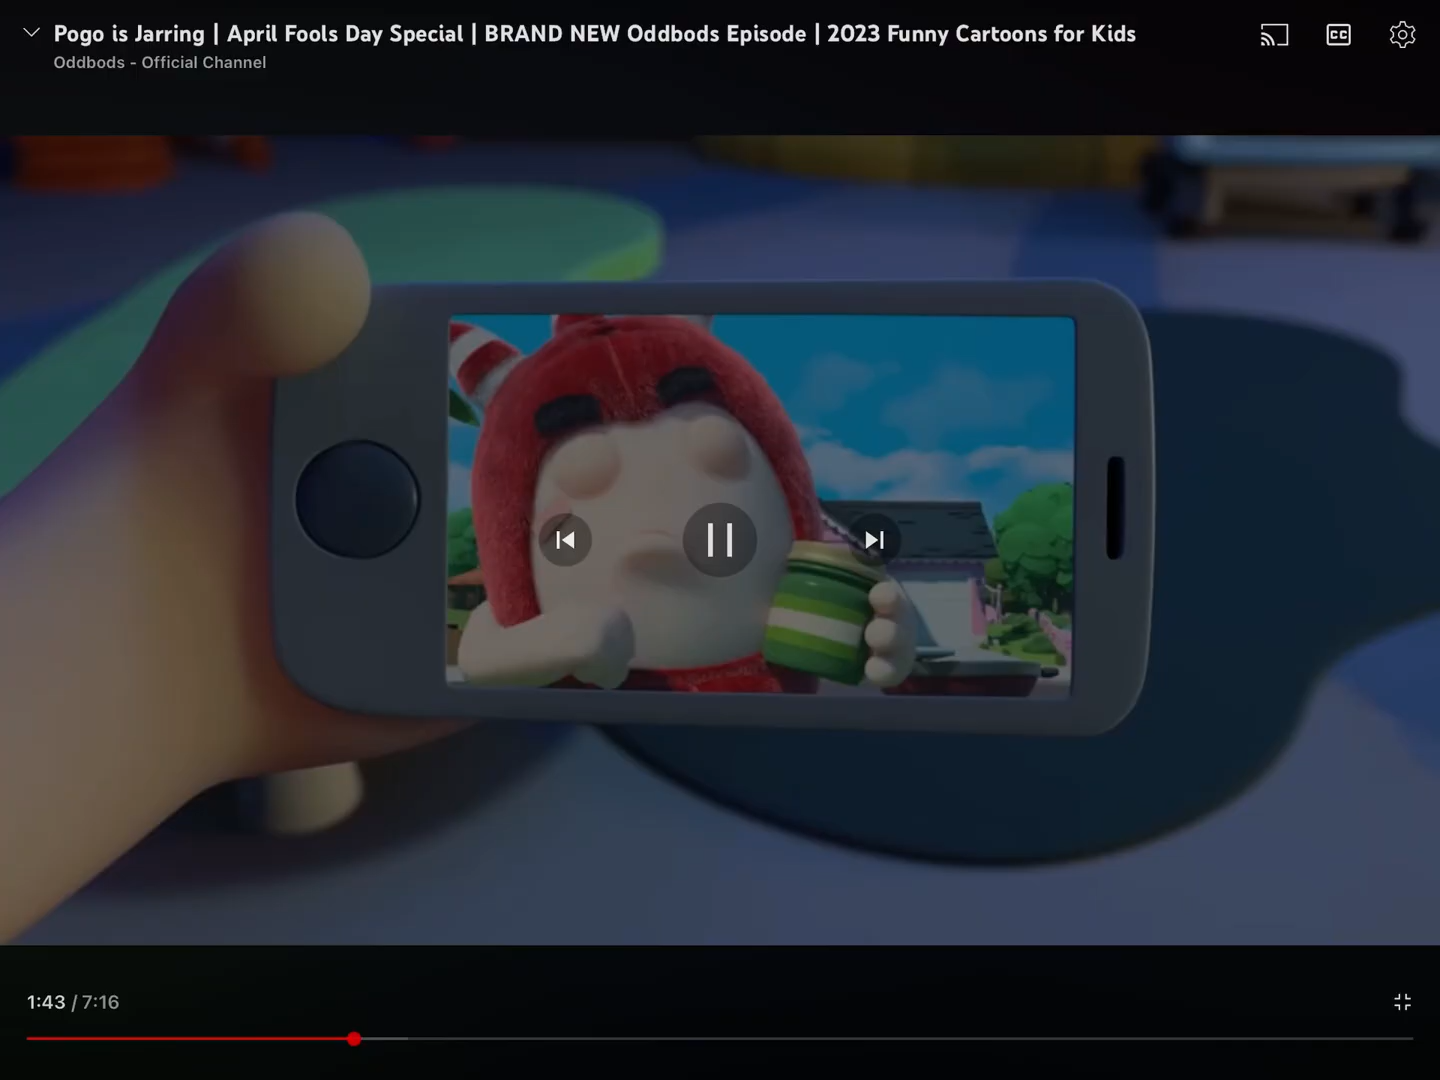 Pogo is Jarring | April Fools Day Special | BRAND NEW Oddbods Episode | 2023 Funny Cartoons for Kids
Oddbods - Official Channel
CC
1:43 / 7:16